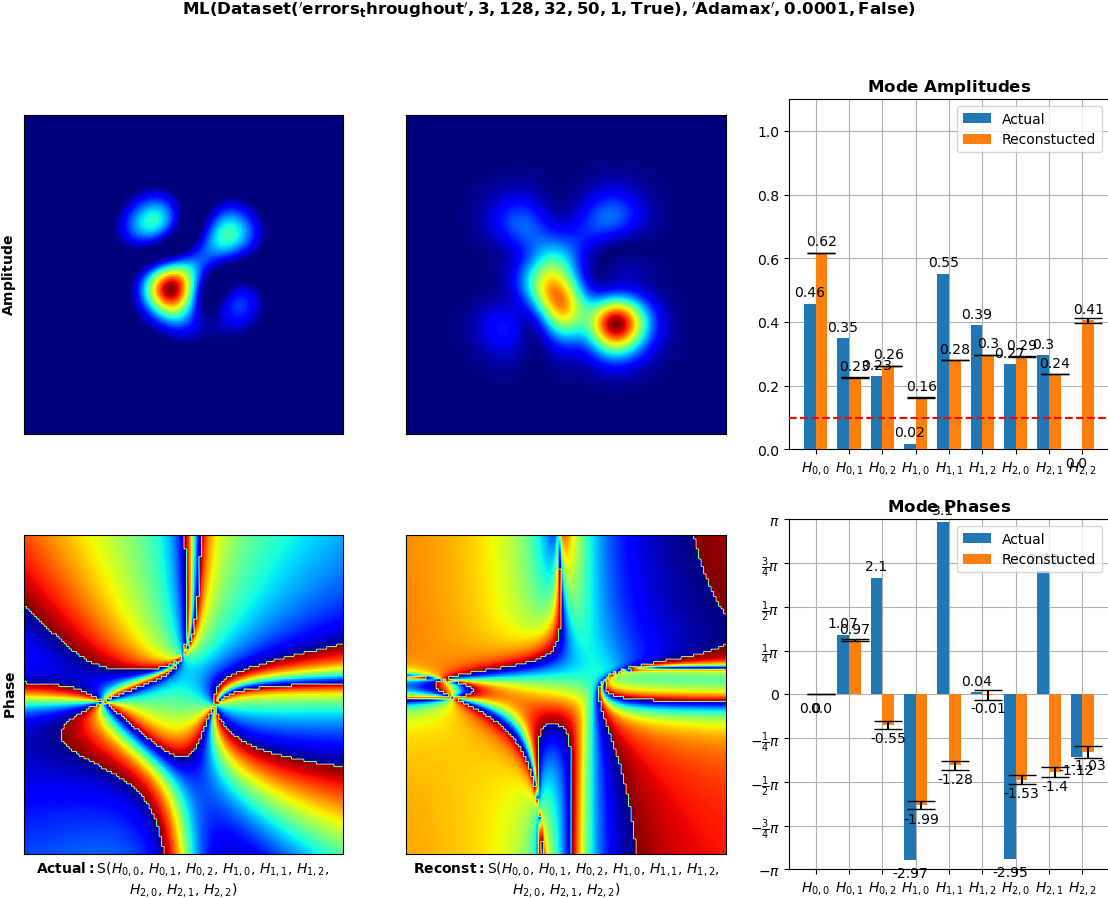 ML(Dataset('errors_throughout', 3, 128, 32, 50, 1, True), 'Adamax', 0.0001, False)
Amplitude
Mode Amplitudes
Actual
Reconstucted
1.0
0.8
0.6
0.4
0.2
0.0
0.46
0.62
0.35
0.23
0.23
0.26
0.02
0.16
0.55
0.28
0.39
0.3
0.27
0.29
0.3
0.24
0.0
0.41
H0,0 H0,1 H0,2 H1,0 H1,1 H1,2 H2,0 H2,1 H2,2
Phase
Mode Phases
Actual
Reconstucted
π
3/4π
1/2π
1/4π
0
−1/4π
−1/2π
−3/4π
−π
0.0
1.07
0.97
2.1
-0.55
-2.97
-1.99
3.1
-1.28
0.04
-0.01
-2.95
-1.53
-1.4
-1.12
-1.03
H0,0 H0,1 H0,2 H1,0 H1,1 H1,2 H2,0 H2,1 H2,2
Actual: S(H0,0, H0,1, H0,2, H1,0, H1,1, H1,2,
H2,0, H2,1, H2,2)
Reconst: S(H0,0, H0,1, H0,2, H1,0, H1,1, H1,2,
H2,0, H2,1, H2,2)